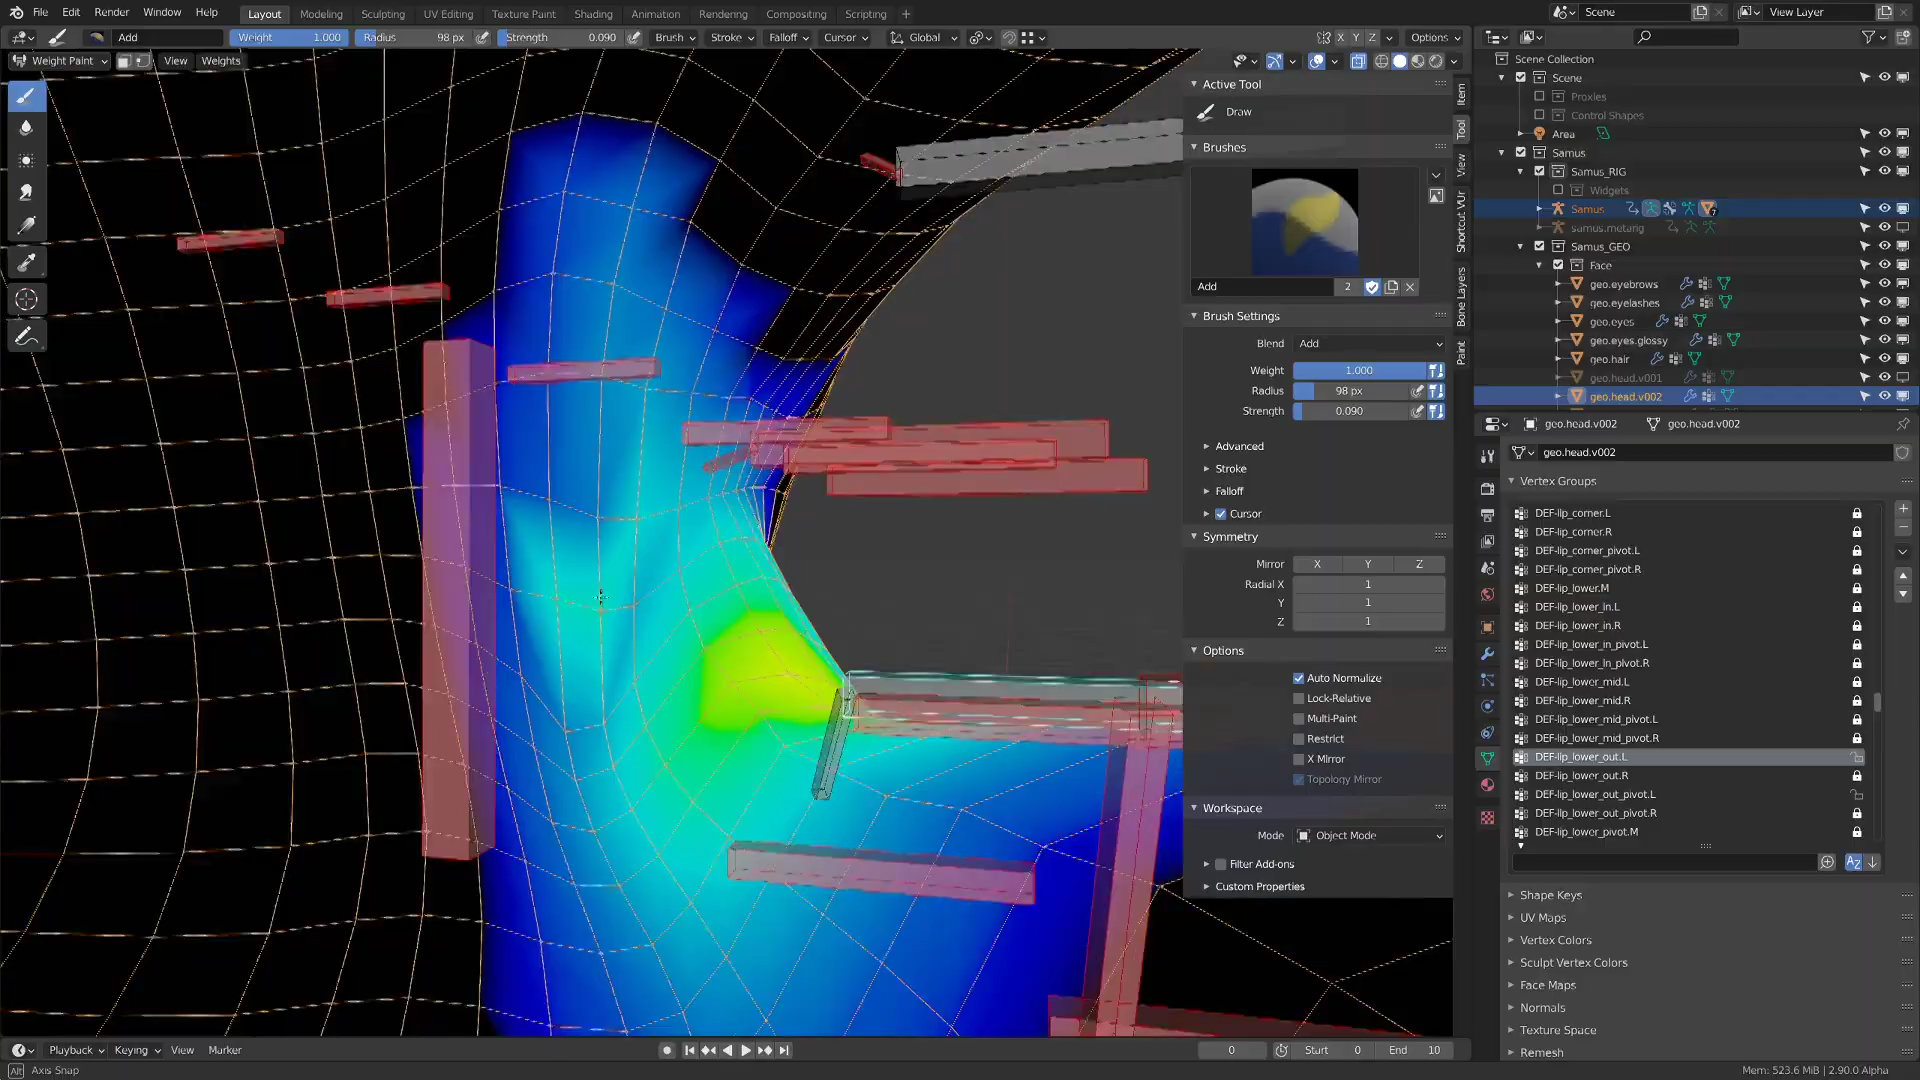 File Edit Render Window Help Layout Modeling Sculpting UV Editing Texture Paint Shading Animation Rendering Compositing Scripting + Scene View Layer
Add Weight 1.000 Radius 98 px Strength 0.090 Brush Stroke Falloff Cursor Global X Y Z Options
Weight Paint View Weights
Scene Collection
Scene
Proxies
Control Shapes
Area
Samus
Samus_RIG
Widgets
Samus
samus.metarig
Samus_GEO
Face
geo.eyebrows
geo.eyelashes
geo.eyes
geo.eyes.glossy
geo.hair
geo.head.v001
geo.head.v002
Active Tool
Draw
Brushes
Add 2
Brush Settings
Blend Add
Weight 1.000
Radius 98 px
Strength 0.090
Advanced
Stroke
Falloff
Cursor
Symmetry
Mirror X Y Z
Radial X 1
Y 1
Z 1
Options
Auto Normalize
Lock-Relative
Multi-Paint
Restrict
X Mirror
Topology Mirror
Workspace
Mode Object Mode
Filter Add-ons
Custom Properties
Item
Tool
View
Shortcut VUr
Bone Layers
Paint
geo.head.v002 geo.head.v002
geo.head.v002
Vertex Groups
DEF-lip_corner.L
DEF-lip_corner.R
DEF-lip_corner_pivot.L
DEF-lip_corner_pivot.R
DEF-lip_lower.M
DEF-lip_lower_in.L
DEF-lip_lower_in.R
DEF-lip_lower_in_pivot.L
DEF-lip_lower_in_pivot.R
DEF-lip_lower_mid.L
DEF-lip_lower_mid.R
DEF-lip_lower_mid_pivot.L
DEF-lip_lower_mid_pivot.R
DEF-lip_lower_out.L
DEF-lip_lower_out.R
DEF-lip_lower_out_pivot.L
DEF-lip_lower_out_pivot.R
DEF-lip_lower_pivot.M
Shape Keys
UV Maps
Vertex Colors
Sculpt Vertex Colors
Face Maps
Normals
Texture Space
Remesh
Playback Keying View Marker 0 Start 0 End 10
Alt Axis Snap Mem: 523.6 MiB | 2.90.0 Alpha